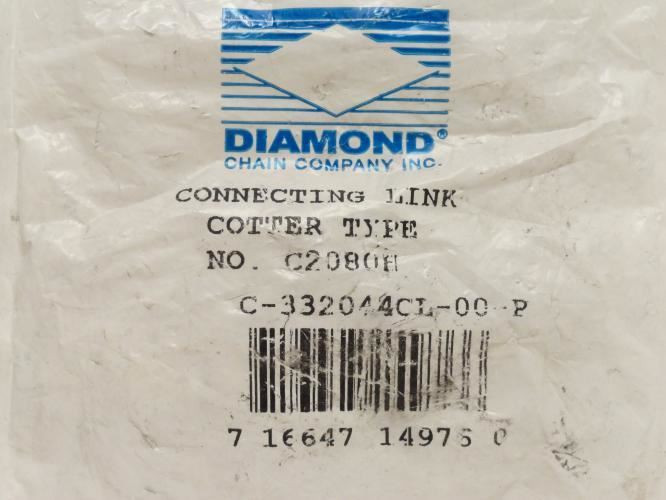 DIAMOND®
CHAIN COMPANY INC.
CONNECTING LINK
COTTER TYPE
NO. C2080H
C-332044CL-00-P
7 16647 14976 0